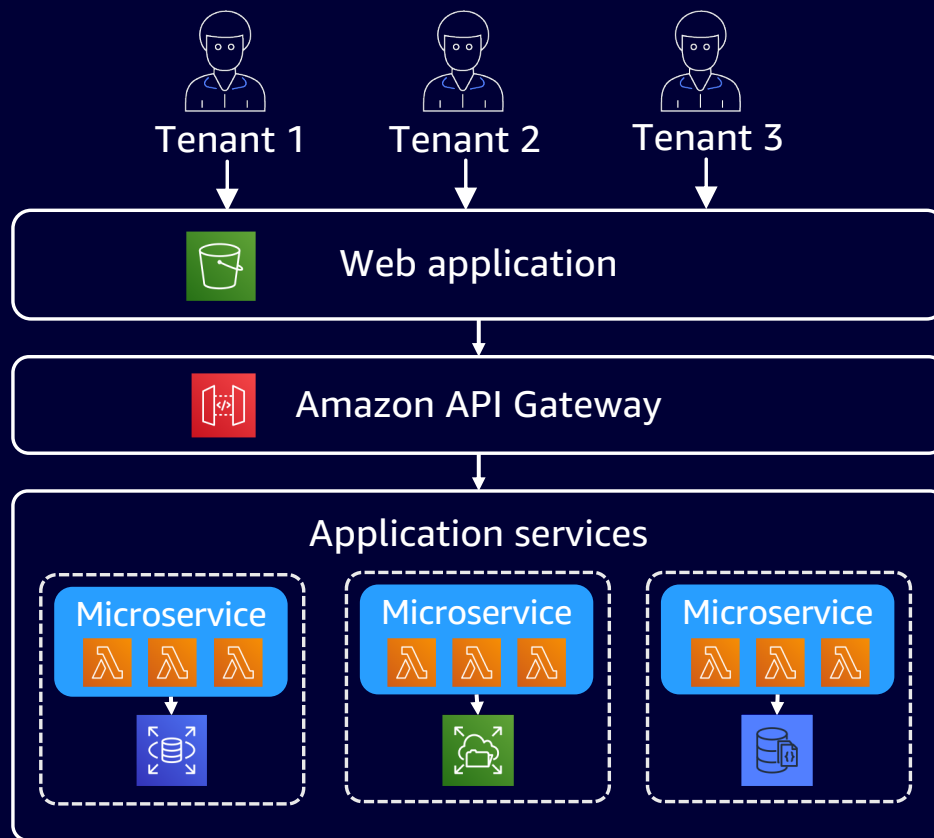 Tenant 1 Tenant 2 Tenant 3
Web application
</>
Amazon API Gateway
Application services
Microservice Microservice Microservice
λ λ λ λ λ λ λ λ λ
{}